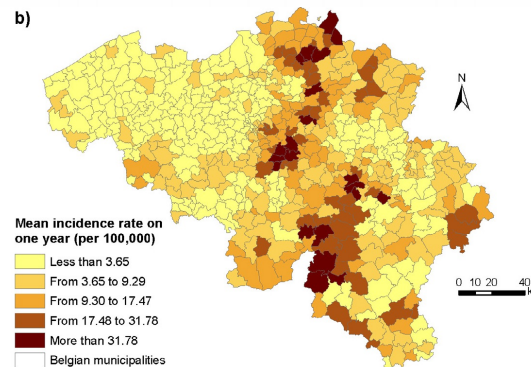 b)
N
Mean incidence rate on
one year (per 100,000)
Less than 3.65
From 3.65 to 9.29
From 9.30 to 17.47
From 17.48 to 31.78
More than 31.78
Belgian municipalities
0 10 20 40